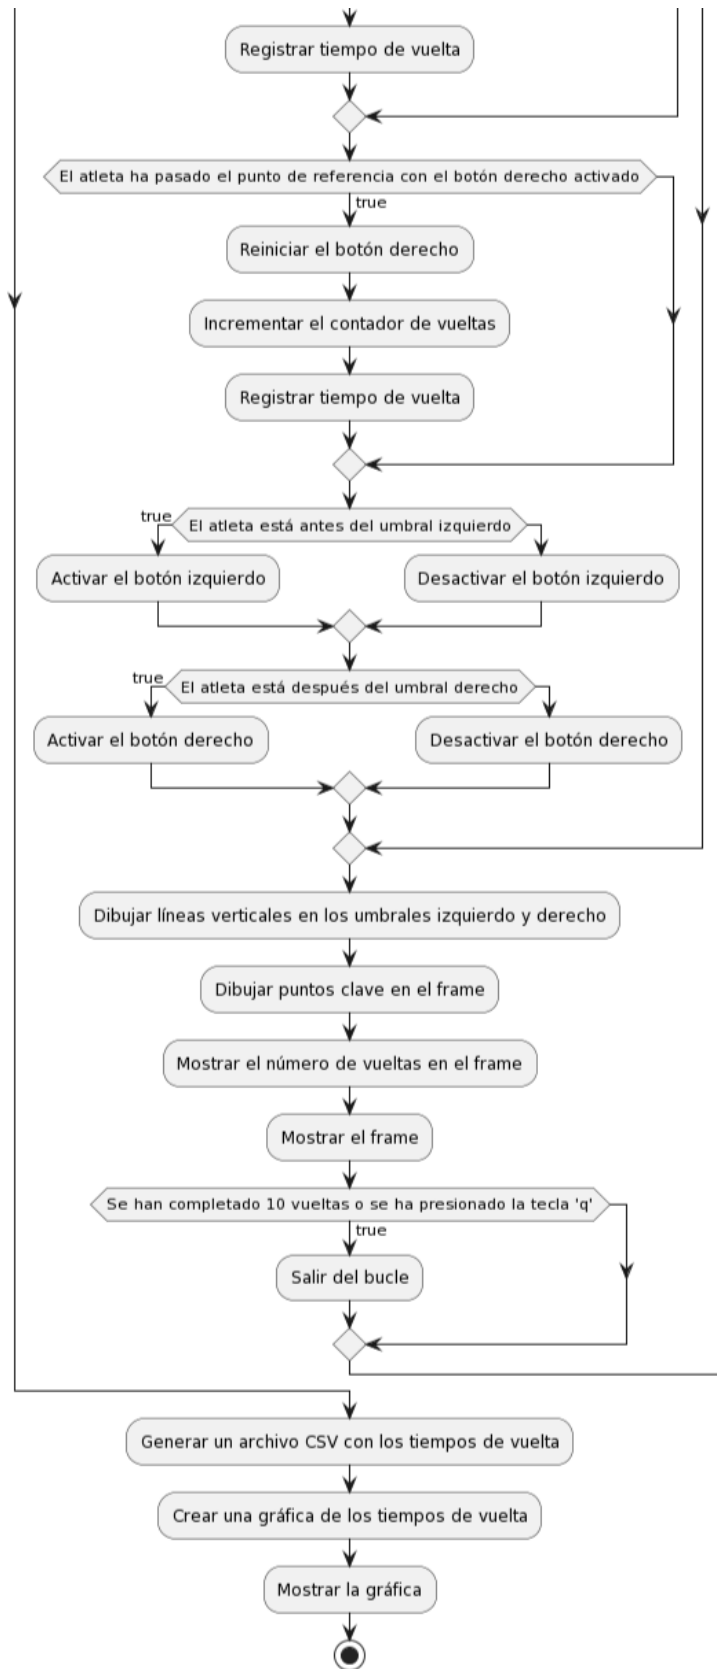 Registrar tiempo de vuelta
El atleta ha pasado el punto de referencia con el botón derecho activado
true
Reiniciar el botón derecho
Incrementar el contador de vueltas
Registrar tiempo de vuelta
true
El atleta está antes del umbral izquierdo
Activar el botón izquierdo
Desactivar el botón izquierdo
true
El atleta está después del umbral derecho
Activar el botón derecho
Desactivar el botón derecho
Dibujar líneas verticales en los umbrales izquierdo y derecho
Dibujar puntos clave en el frame
Mostrar el número de vueltas en el frame
Mostrar el frame
Se han completado 10 vueltas o se ha presionado la tecla 'q'
true
Salir del bucle
Generar un archivo CSV con los tiempos de vuelta
Crear una gráfica de los tiempos de vuelta
Mostrar la gráfica